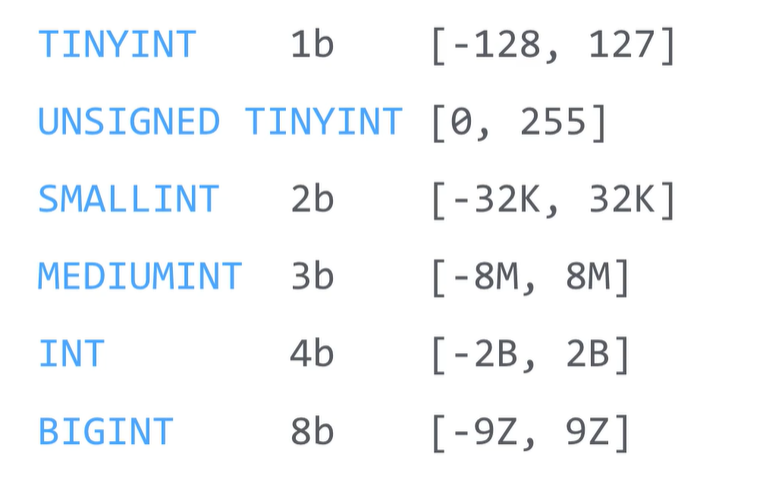 TINYINT 1b [-128, 127]
UNSIGNED TINYINT [0, 255]
SMALLINT 2b [-32K, 32K]
MEDIUMINT 3b [-8M, 8M]
INT 4b [-2B, 2B]
BIGINT 8b [-9Z, 9Z]